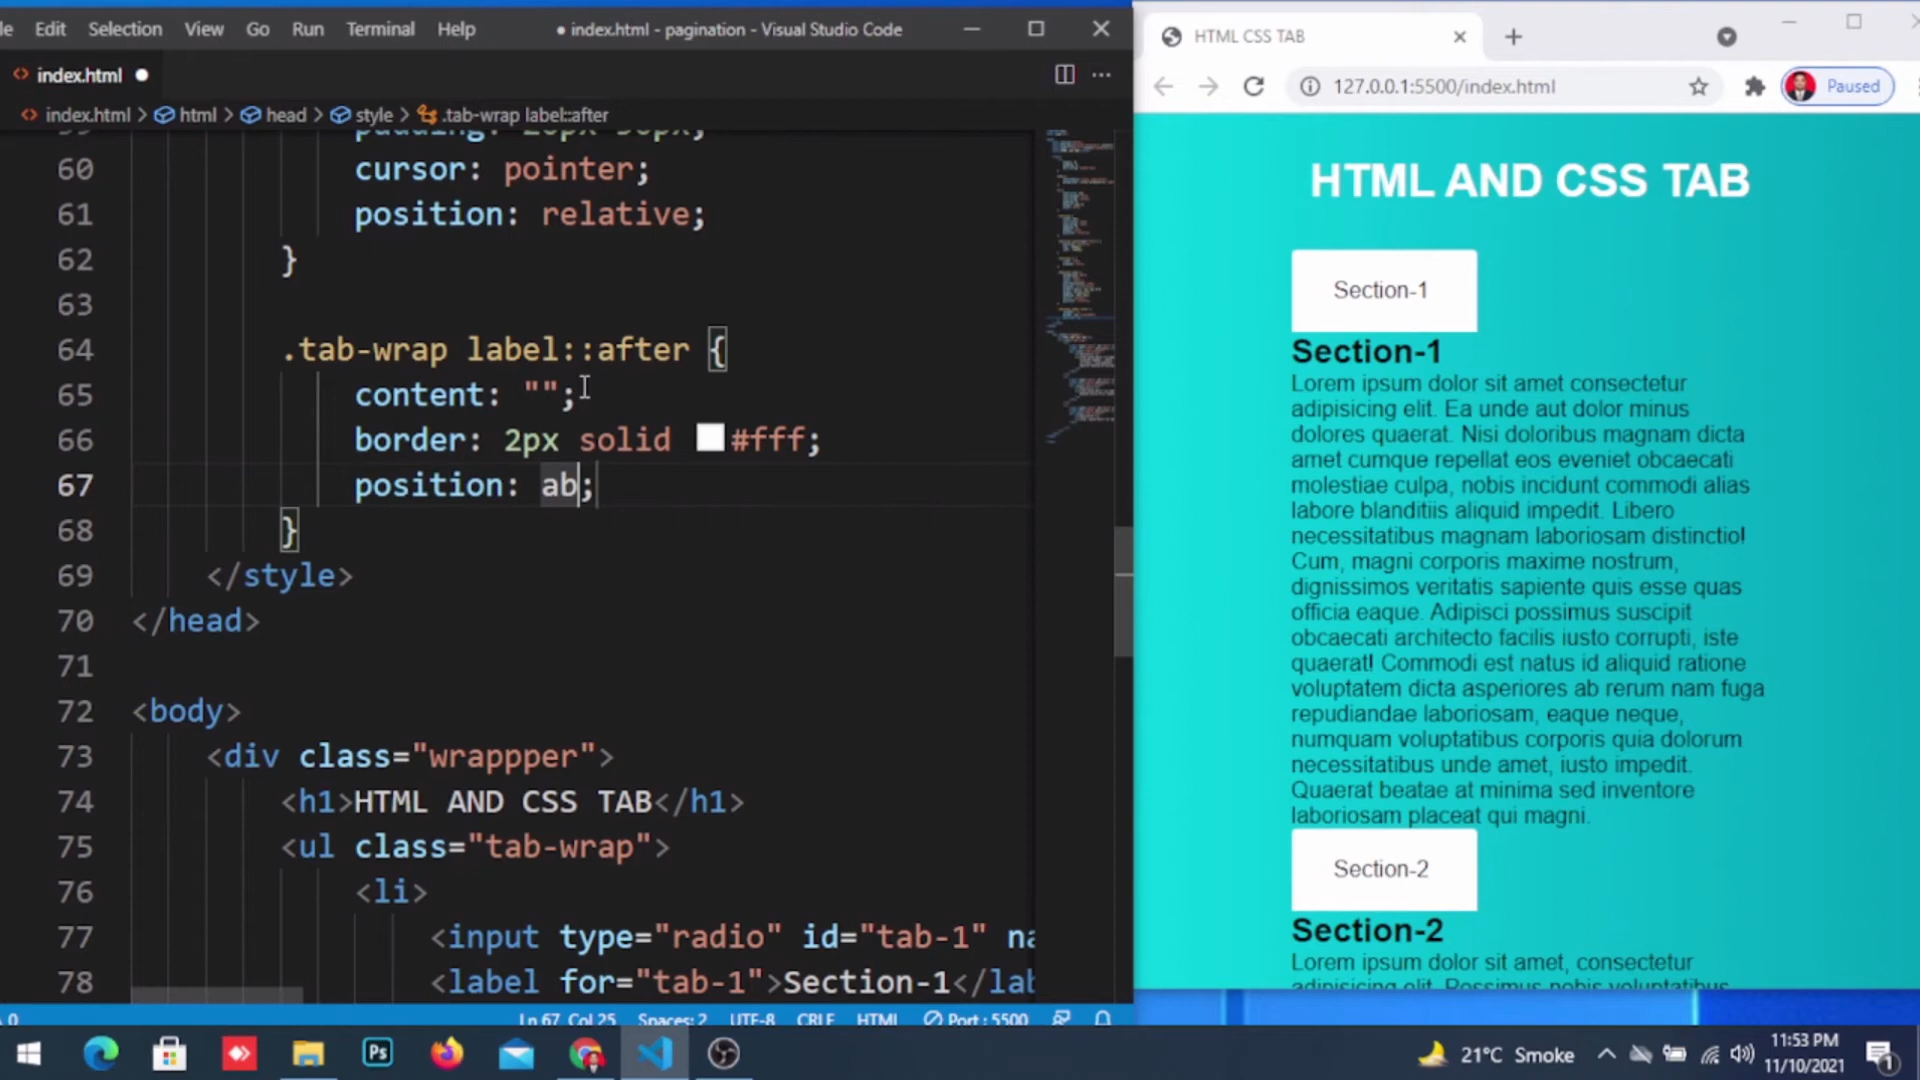 Edit Selection View Go Run Terminal Help ● index.html - pagination - Visual Studio Code
index.html
index.html > html > head > style > .tab-wrap label::after
60 cursor: pointer;
61 position: relative;
62 }
63
64 .tab-wrap label::after {
65 content: "";
66 border: 2px solid #fff;
67 position: ab;
68 }
69 </style>
70 </head>
71
72 <body>
73 <div class="wrappper">
74 <h1>HTML AND CSS TAB</h1>
75 <ul class="tab-wrap">
76 <li>
77 <input type="radio" id="tab-1" na
78 <label for="tab-1">Section-1</lab
0 Ln 67, Col 25 Spaces: 2 UTF-8 CRLF HTML Port : 5500
HTML CSS TAB
127.0.0.1:5500/index.html
Paused
HTML AND CSS TAB
Section-1
Section-1
Lorem ipsum dolor sit amet consectetur
adipisicing elit. Ea unde aut dolor minus
dolores quaerat. Nisi doloribus magnam dicta
amet cumque repellat eos eveniet obcaecati
molestiae culpa, nobis incidunt commodi alias
labore blanditiis aliquid impedit. Libero
necessitatibus magnam laboriosam distinctio!
Cum, magni corporis maxime nostrum,
dignissimos veritatis sapiente quis esse quas
officia eaque. Adipisci possimus suscipit
obcaecati architecto facilis iusto corrupti, iste
quaerat! Commodi est natus id aliquid ratione
voluptatem dicta asperiores ab rerum nam fuga
repudiandae laboriosam, eaque neque,
numquam voluptatibus corporis quia dolorum
necessitatibus unde amet, iusto impedit.
Quaerat beatae at minima sed inventore
laboriosam placeat qui magni.
Section-2
Section-2
Lorem ipsum dolor sit amet, consectetur
adipisicing elit. Possimus nobis voluptatibus
Ps
21°C Smoke
11:53 PM
11/10/2021
1